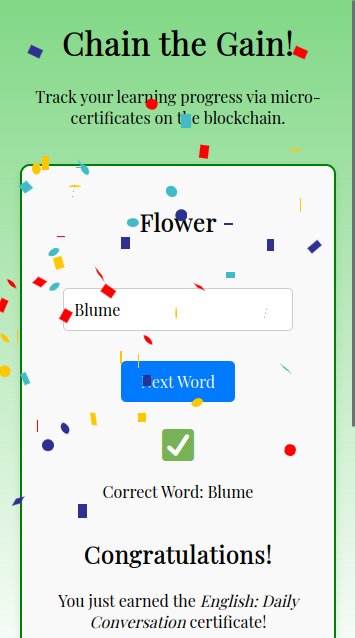 Chain the Gain!
Track your learning progress via micro-
certificates on the blockchain.
Flower -
Blume
Next Word
Correct Word: Blume
Congratulations!
You just earned the English: Daily
Conversation certificate!